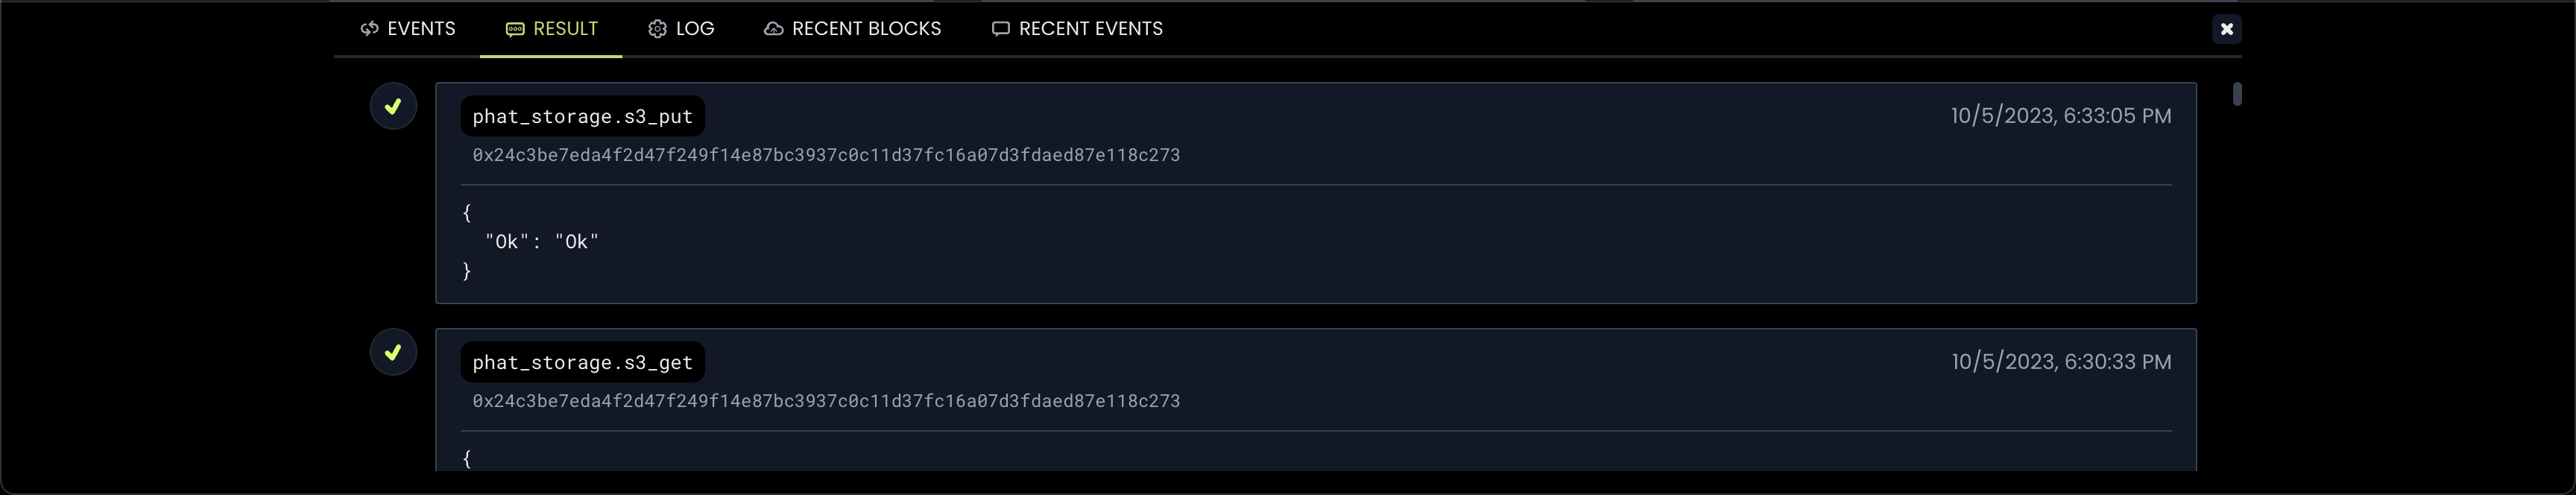 EVENTS RESULT LOG RECENT BLOCKS RECENT EVENTS
phat_storage.s3_put 10/5/2023, 6:33:05 PM
0x24c3be7eda4f2d47f249f14e87bc3937c0c11d37fc16a07d3fdaed87e118c273
{
"Ok": "Ok"
}
phat_storage.s3_get 10/5/2023, 6:30:33 PM
0x24c3be7eda4f2d47f249f14e87bc3937c0c11d37fc16a07d3fdaed87e118c273
{